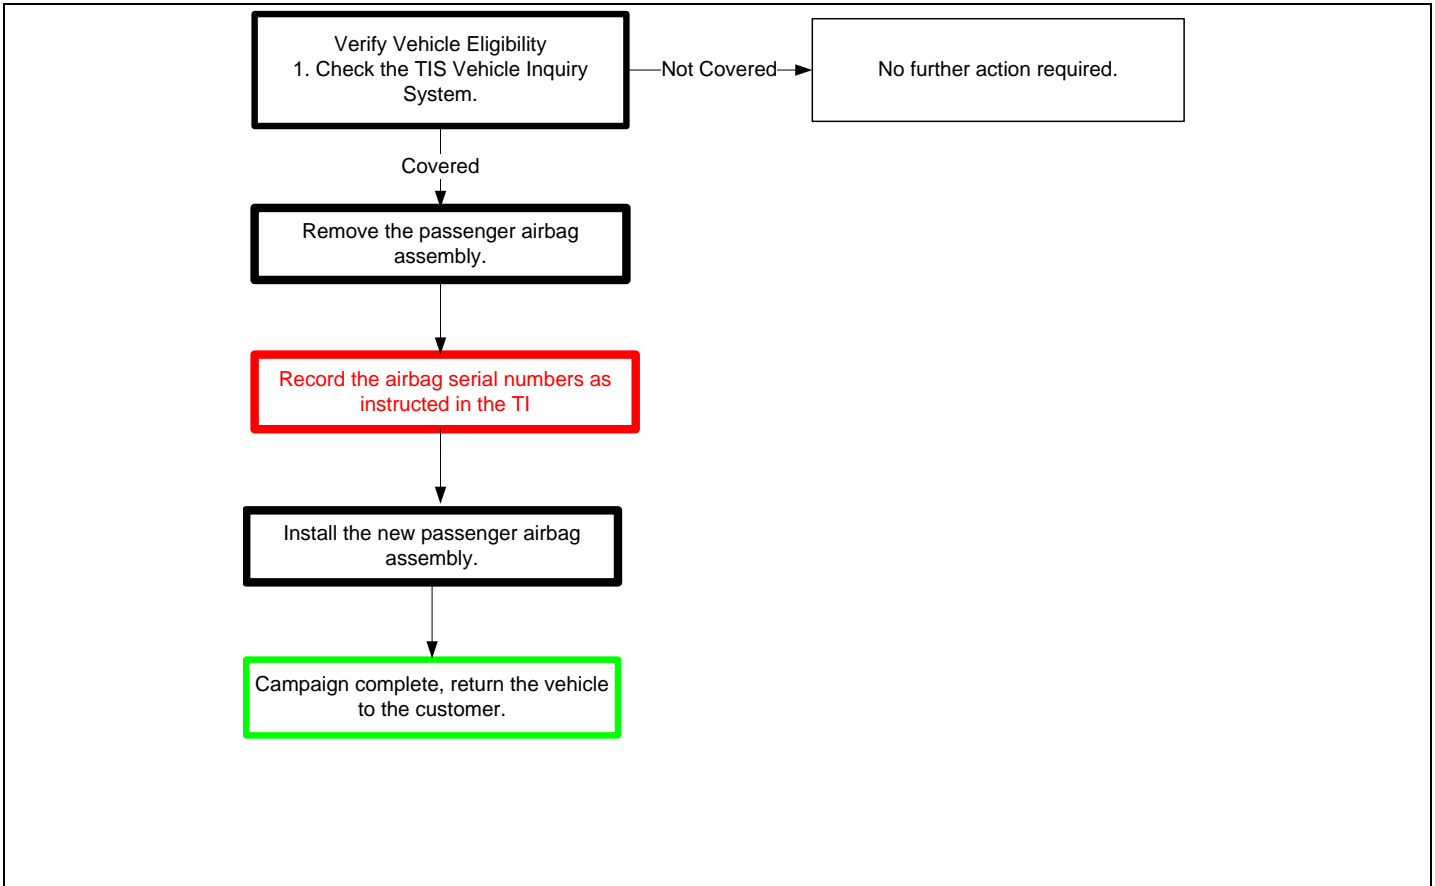 Verify Vehicle Eligibility
1. Check the TIS Vehicle Inquiry
System.
Not Covered
No further action required.
Covered
Remove the passenger airbag
assembly.
Record the airbag serial numbers as
instructed in the TI
Install the new passenger airbag
assembly.
Campaign complete, return the vehicle
to the customer.